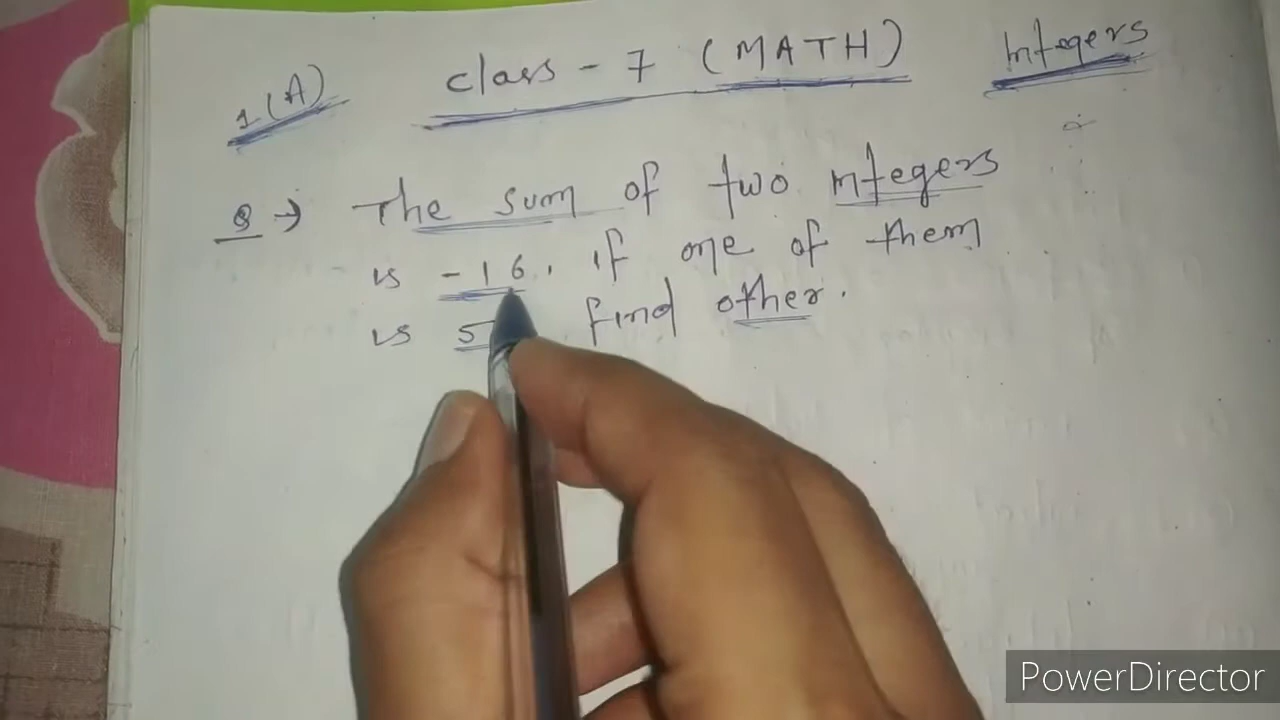 1(A) class - 7 (MATH) Integers
Q → The sum of two integers
is -16. if one of them
is 5 find other.
PowerDirector